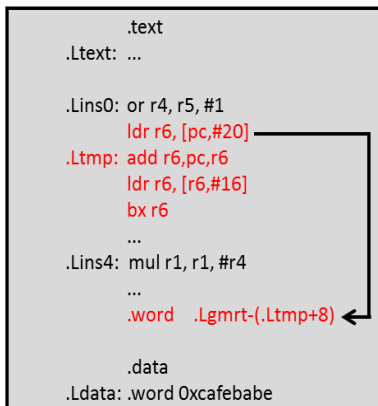 .text
.Ltext: ...
.Lins0: or r4, r5, #1
ldr r6, [pc,#20]
.Ltmp: add r6,pc,r6
ldr r6, [r6,#16]
bx r6
...
.Lins4: mul r1, r1, #r4
...
.word .Lgmrt-(.Ltmp+8)
.data
.Ldata: .word 0xcafebabe